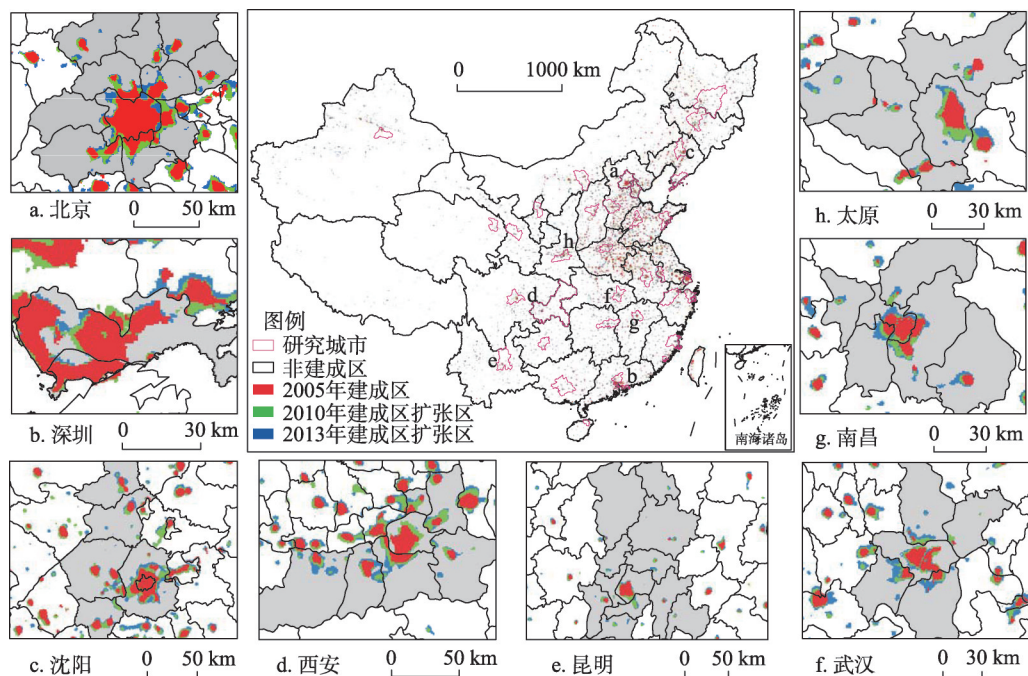 a. 北京
0 50 km
b. 深圳
0 30 km
c. 沈阳
0 50 km
0 1000 km
a
c
h
d
f
g
e
b
图例
研究城市
非建成区
2005年建成区
2010年建成区扩张区
2013年建成区扩张区
南海诸岛
h. 太原
0 30 km
g. 南昌
0 30 km
d. 西安
0 50 km
e. 昆明
0 50 km
f. 武汉
0 50 km